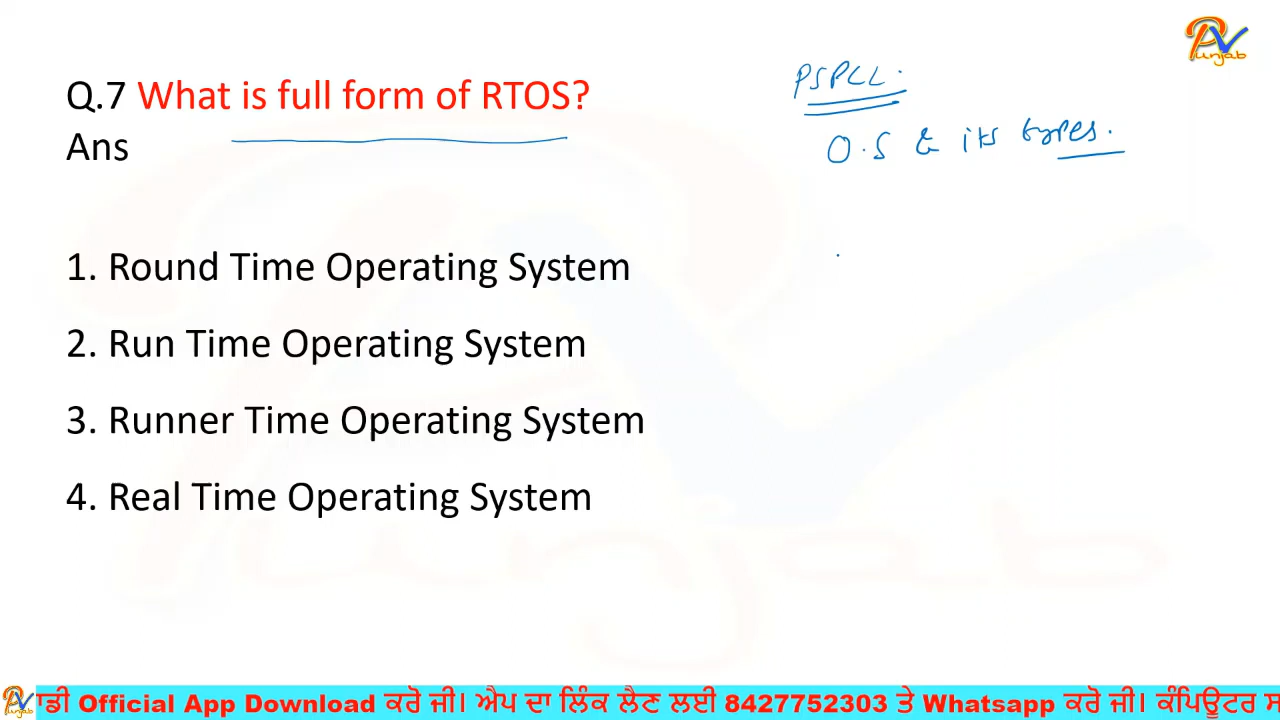 Q.7 What is full form of RTOS?
Ans
PSPCL.
O.S & its types.
1. Round Time Operating System
2. Run Time Operating System
3. Runner Time Operating System
4. Real Time Operating System
Punjab
ਾਡੀ Official App Download ਕਰੋ ਜੀ। ਐਪ ਦਾ ਲਿੰਕ ਲੈਣ ਲਈ 8427752303 ਤੇ Whatsapp ਕਰੋ ਜੀ। ਕੰਪਿਊਟਰ ਸ